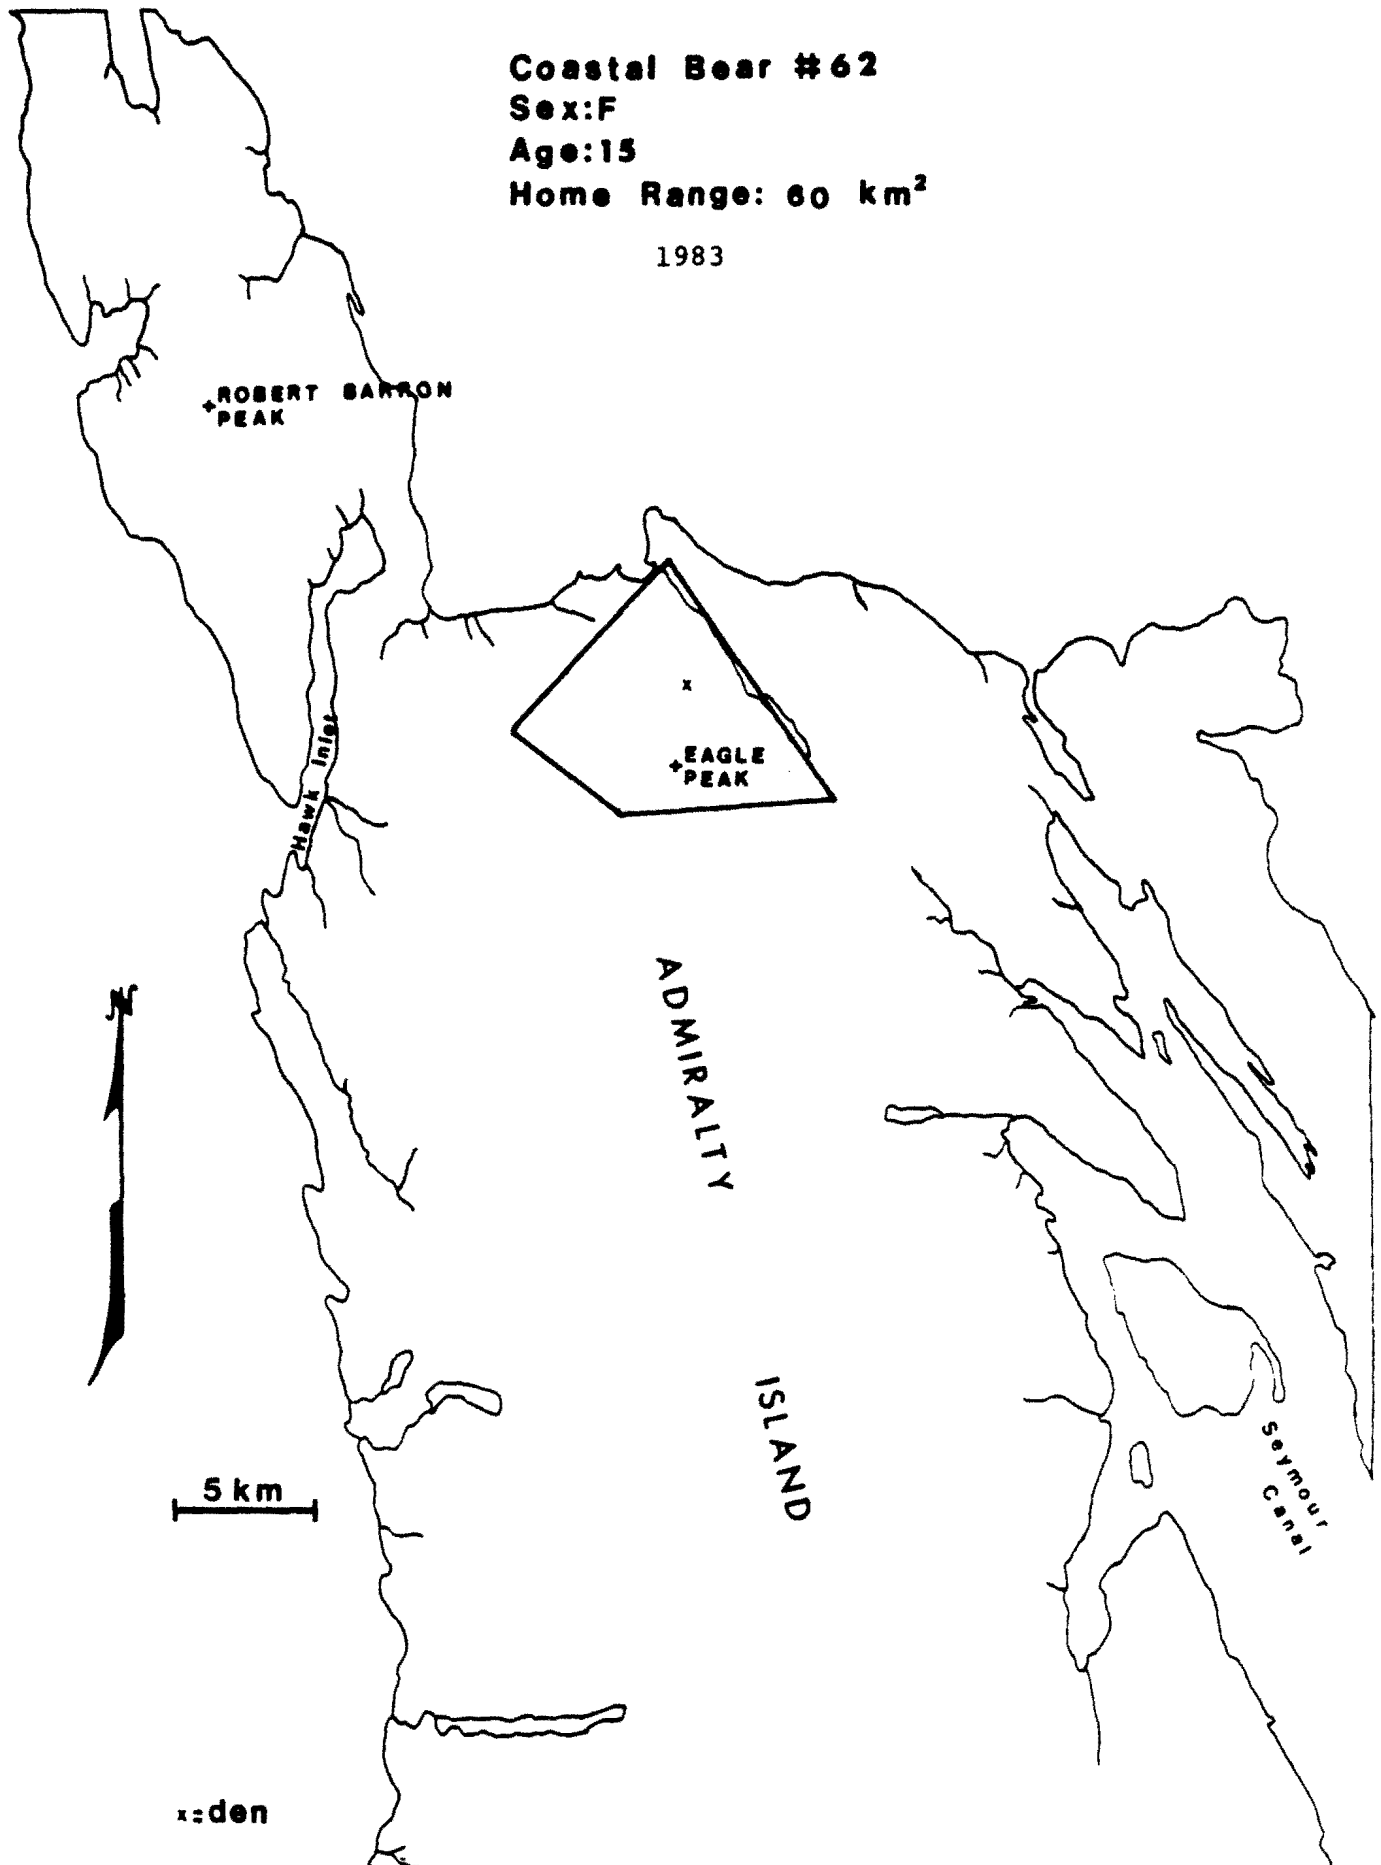 Coastal Bear #62
Sex:F
Age:15
Home Range: 60 km²
1983
+ROBERT BARRON
PEAK
Hawk Inlet
x
+EAGLE
PEAK
N
ADMIRALTY
ISLAND
Seymour
Canal
5 km
x=den